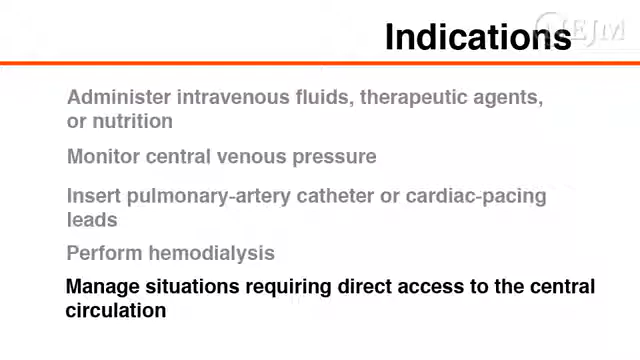 Indications
NEJM
Administer intravenous fluids, therapeutic agents,
or nutrition
Monitor central venous pressure
Insert pulmonary-artery catheter or cardiac-pacing
leads
Perform hemodialysis
Manage situations requiring direct access to the central
circulation